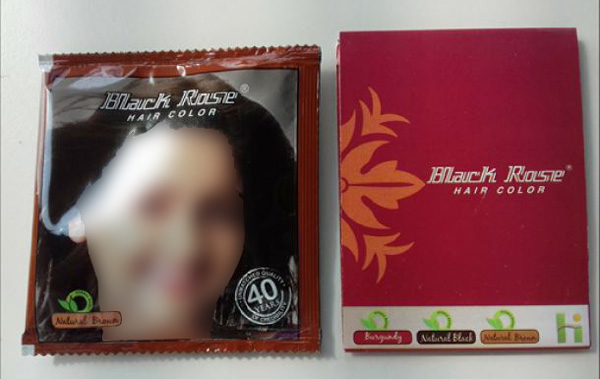 Black Rose®
HAIR COLOR
40
YEARS
Natural Brown
Black Rose®
HAIR COLOR
Burgundy
Natural Black
Natural Brown
H